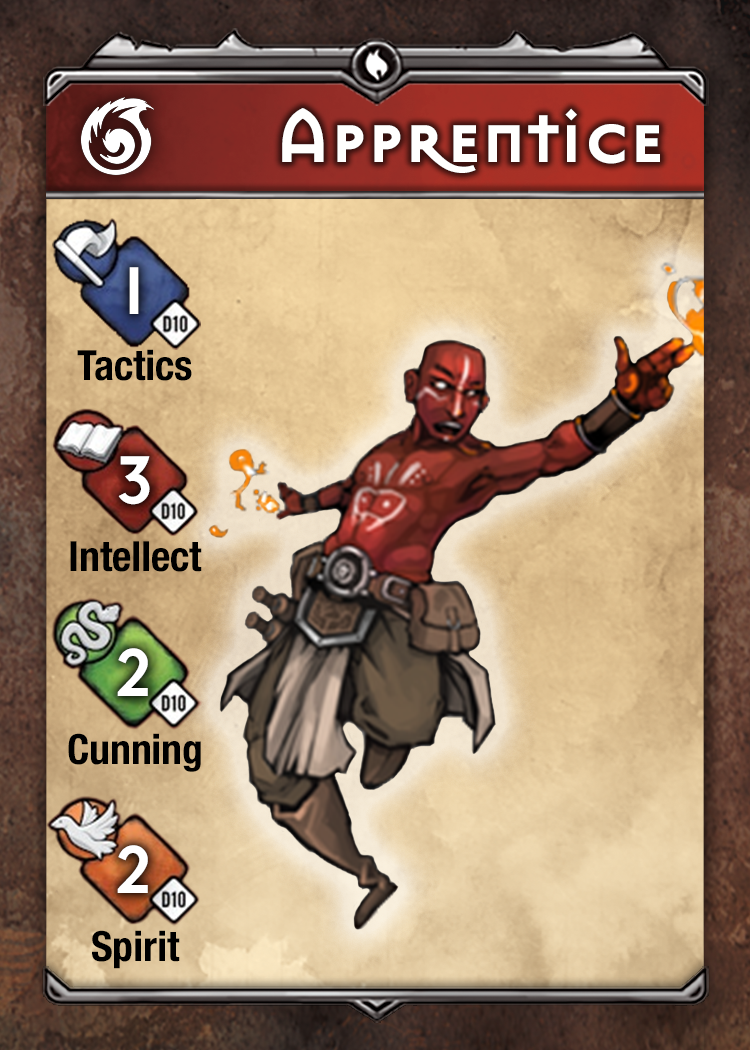 Apprentice
1
D10
Tactics
3
D10
Intellect
2
D10
Cunning
2
D10
Spirit